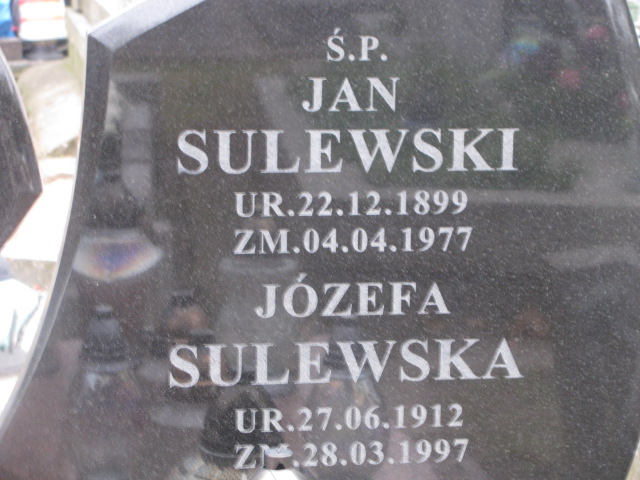 Ś.P.
JAN
SULEWSKI
UR.22.12.1899
ZM.04.04.1977
JÓZEFA
SULEWSKA
UR.27.06.1912
ZM.28.03.1997